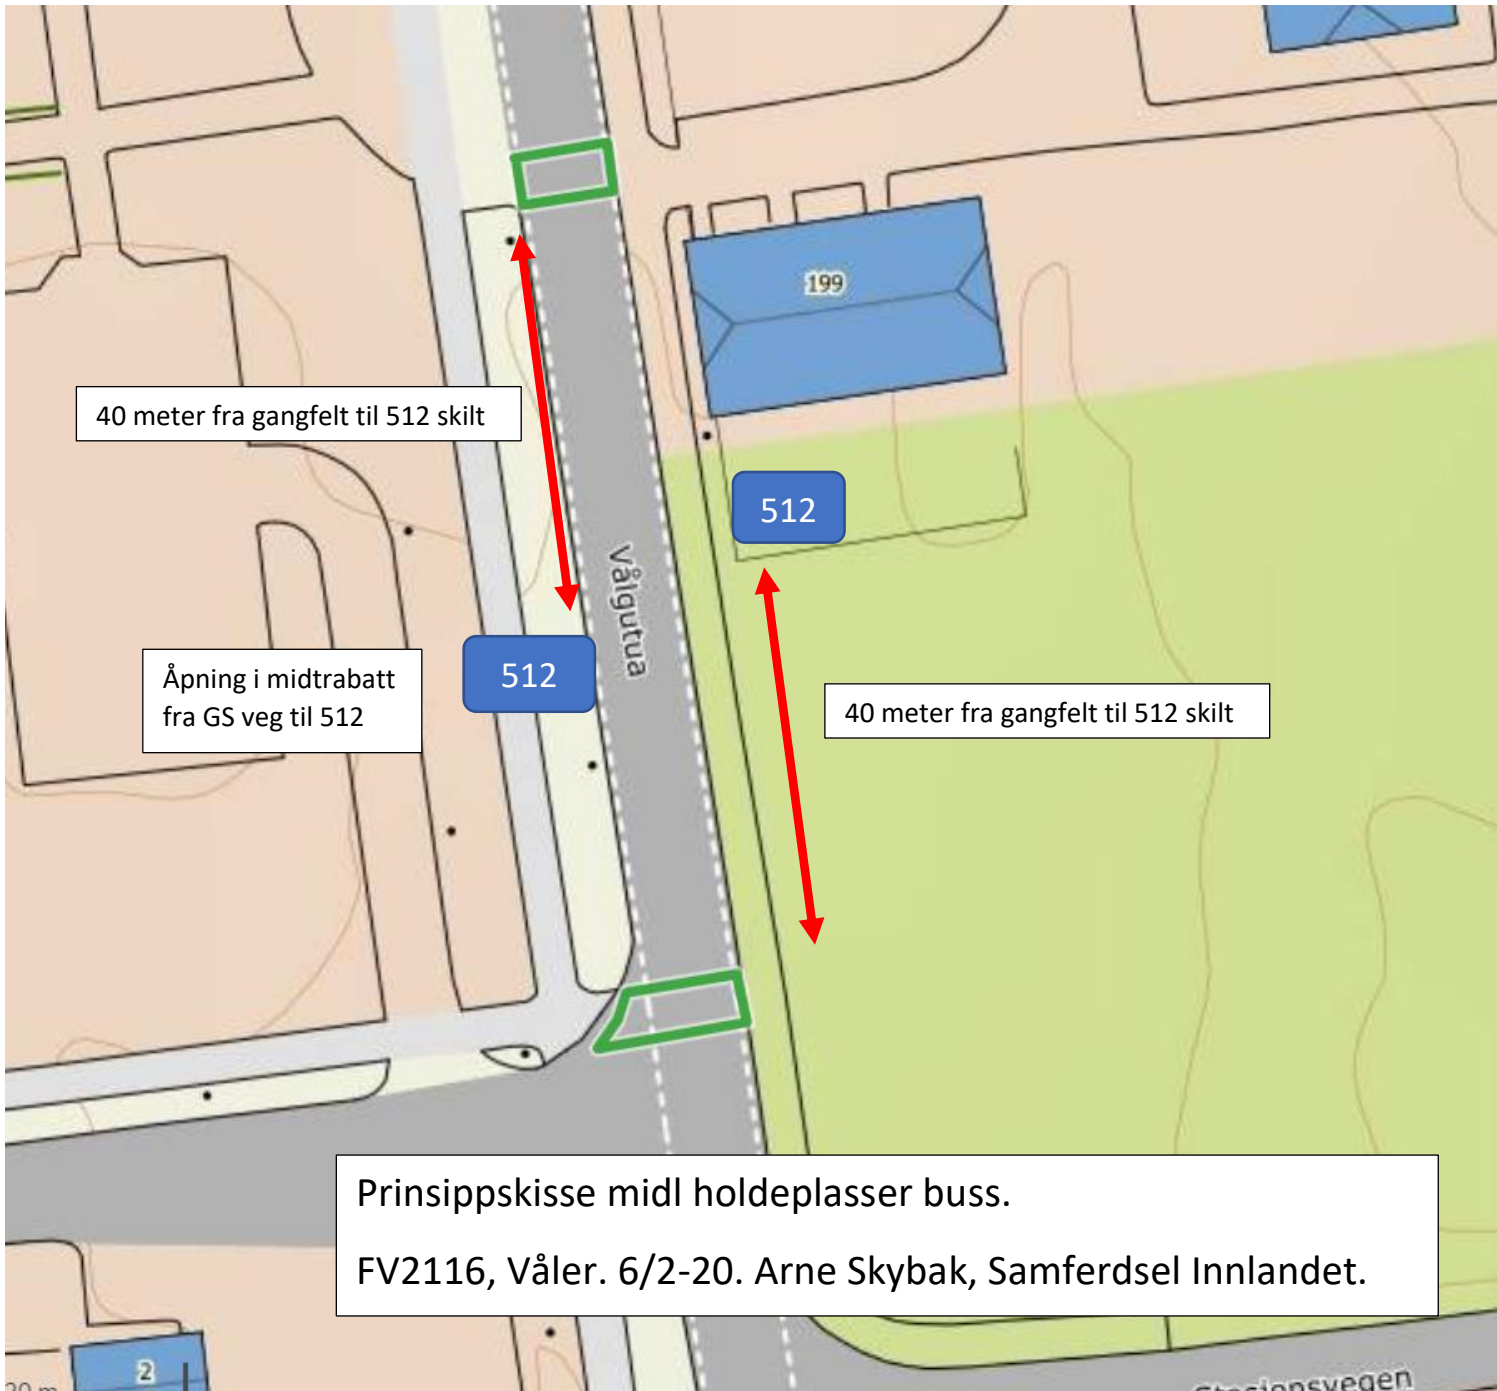 199
40 meter fra gangfelt til 512 skilt
512
Vålgutua
512
Åpning i midtrabatt
fra GS veg til 512
40 meter fra gangfelt til 512 skilt
Prinsippskisse midl holdeplasser buss.
FV2116, Våler. 6/2-20. Arne Skybak, Samferdsel Innlandet.
2
20 m
Stasjonsvegen